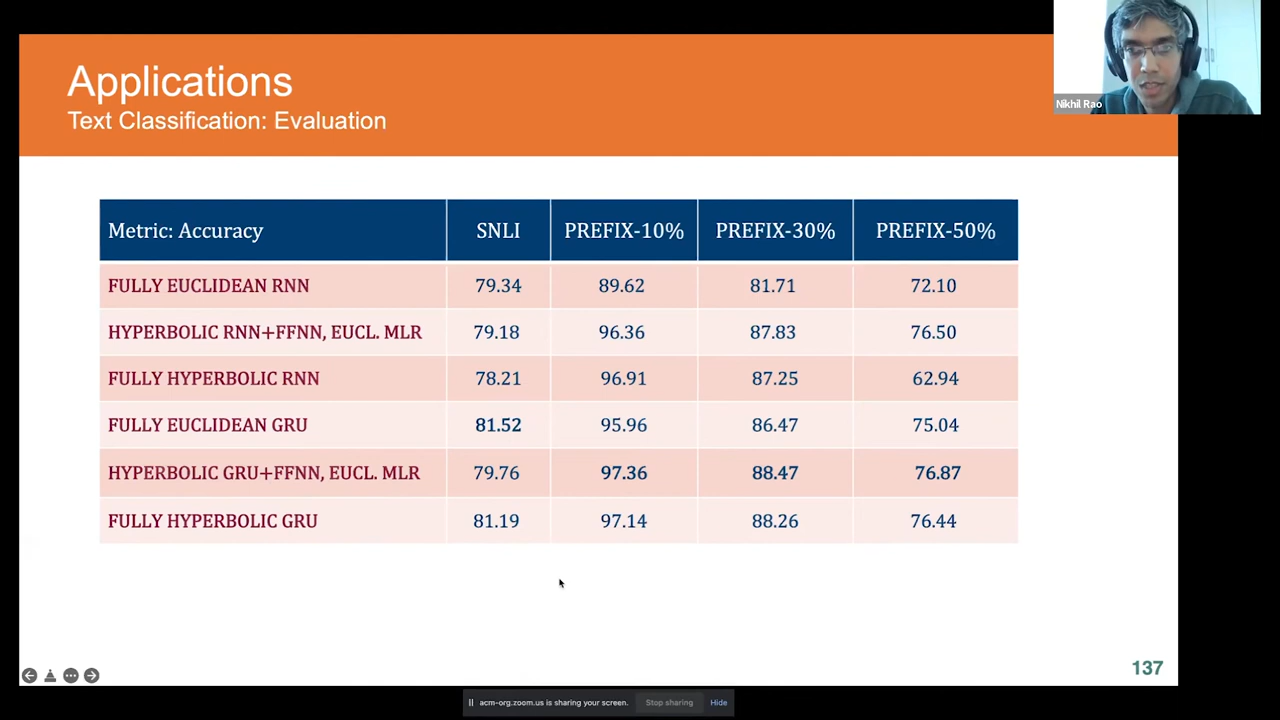 Applications
Text Classification: Evaluation
Nikhil Rao
Metric: Accuracy SNLI PREFIX-10% PREFIX-30% PREFIX-50%
FULLY EUCLIDEAN RNN 79.34 89.62 81.71 72.10
HYPERBOLIC RNN+FFNN, EUCL. MLR 79.18 96.36 87.83 76.50
FULLY HYPERBOLIC RNN 78.21 96.91 87.25 62.94
FULLY EUCLIDEAN GRU 81.52 95.96 86.47 75.04
HYPERBOLIC GRU+FFNN, EUCL. MLR 79.76 97.36 88.47 76.87
FULLY HYPERBOLIC GRU 81.19 97.14 88.26 76.44
137
acm-org.zoom.us is sharing your screen. Stop sharing Hide